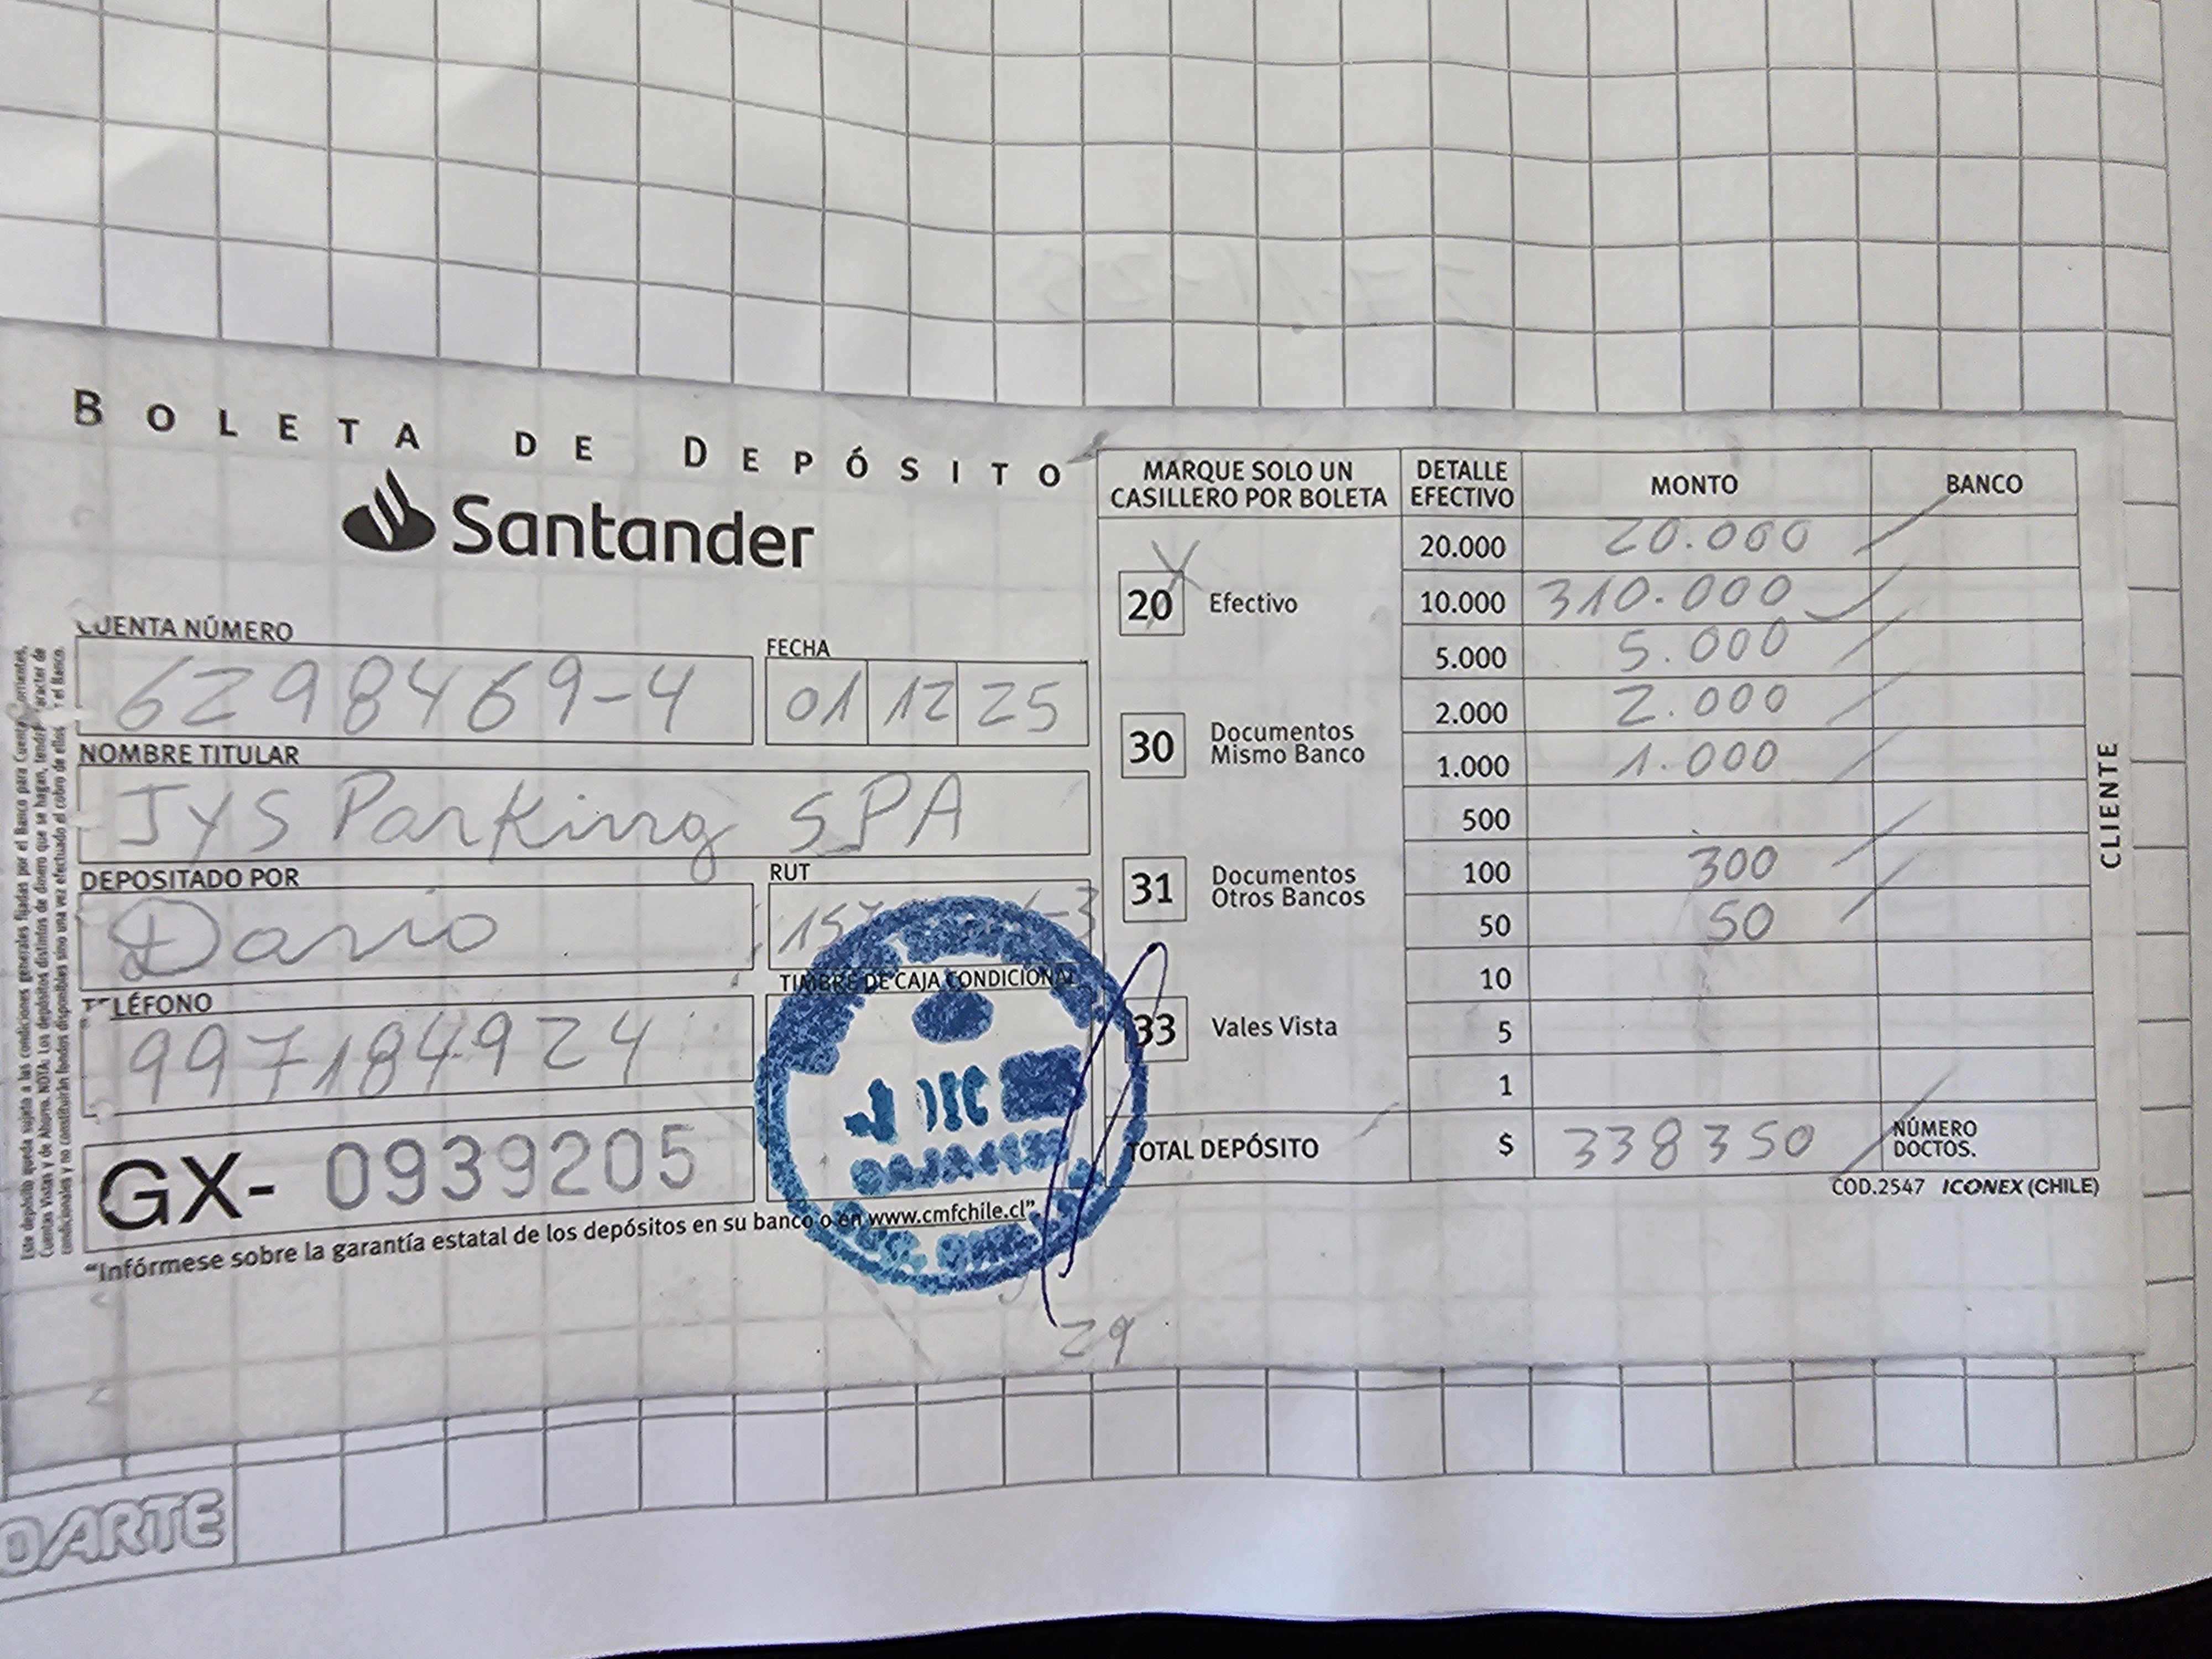 BOLETA DE DEPÓSITO
Santander
CUENTA NÚMERO
6298469-4
FECHA
01 12 25
NOMBRE TITULAR
JYS Parking SPA
DEPOSITADO POR
Dario
RUT
TIMBRE DE CAJA CONDICIONAL
TELÉFONO
997184924
GX- 0939205
"Infórmese sobre la garantía estatal de los depósitos en su banco o en www.cmfchile.cl"
29
MARQUE SOLO UN
CASILLERO POR BOLETA
X
20 Efectivo
30 Documentos
Mismo Banco
31 Documentos
Otros Bancos
33 Vales Vista
DETALLE EFECTIVO MONTO BANCO
20.000 20.000
10.000 310.000
5.000 5.000
2.000 2.000
1.000 1.000
500
100 300
50 50
10
5
1
TOTAL DEPÓSITO $ 338350 NÚMERO DOCTOS.
COD.2547 ICONEX (CHILE)
CLIENTE
DARTE